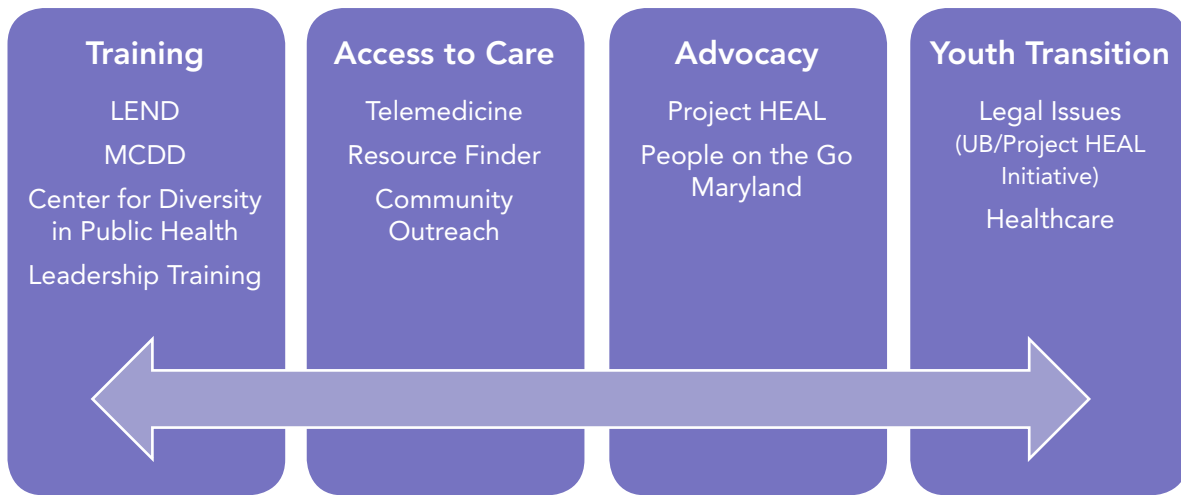 Training
LEND
MCDD
Center for Diversity
in Public Health
Leadership Training
Access to Care
Telemedicine
Resource Finder
Community
Outreach
Advocacy
Project HEAL
People on the Go
Maryland
Youth Transition
Legal Issues
(UB/Project HEAL
Initiative)
Healthcare